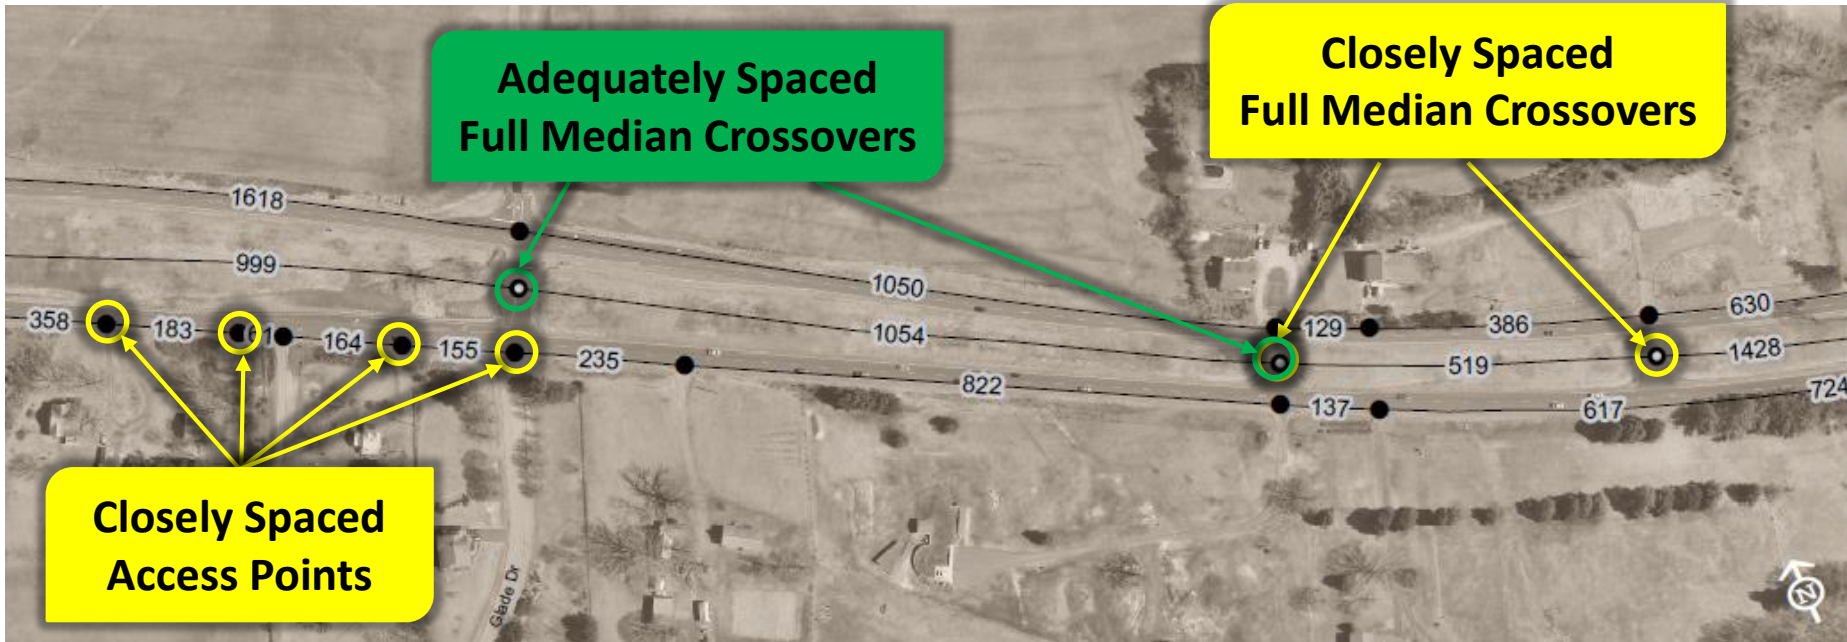 Adequately Spaced
Full Median Crossovers
Closely Spaced
Full Median Crossovers
1618
999
1050
1054
129
386
630
519
1428
358
183
61
164
155
235
822
137
617
724
Closely Spaced
Access Points
Glade Dr
N